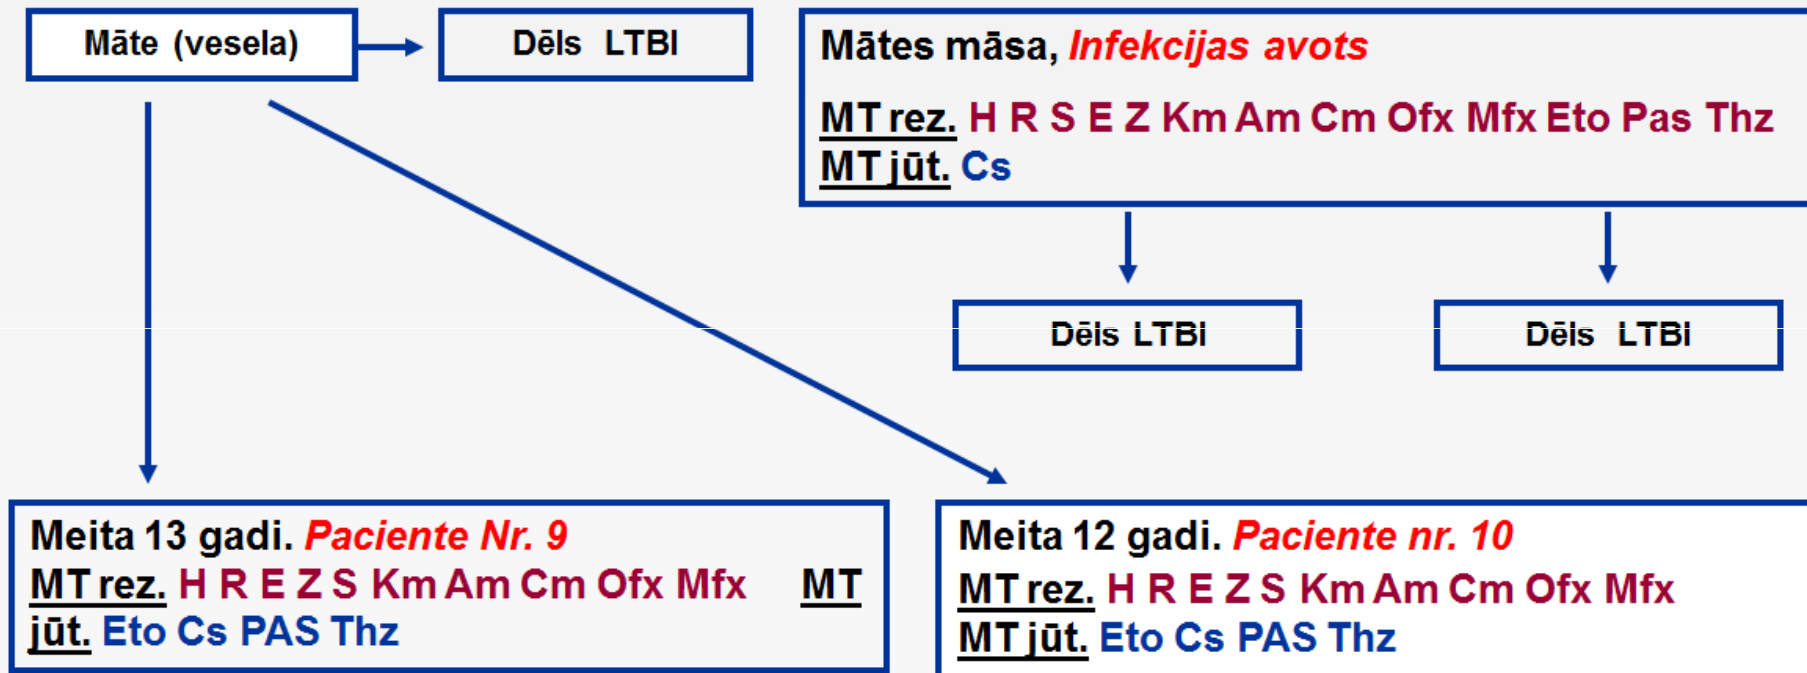 Māte (vesela)
Dēls LTBI
Mātes māsa, Infekcijas avots
MT rez. H R S E Z Km Am Cm Ofx Mfx Eto Pas Thz
MT jūt. Cs
Dēls LTBI
Dēls LTBI
Meita 13 gadi. Paciente Nr. 9
MT rez. H R E Z S Km Am Cm Ofx Mfx MT
jūt. Eto Cs PAS Thz
Meita 12 gadi. Paciente nr. 10
MT rez. H R E Z S Km Am Cm Ofx Mfx
MT jūt. Eto Cs PAS Thz